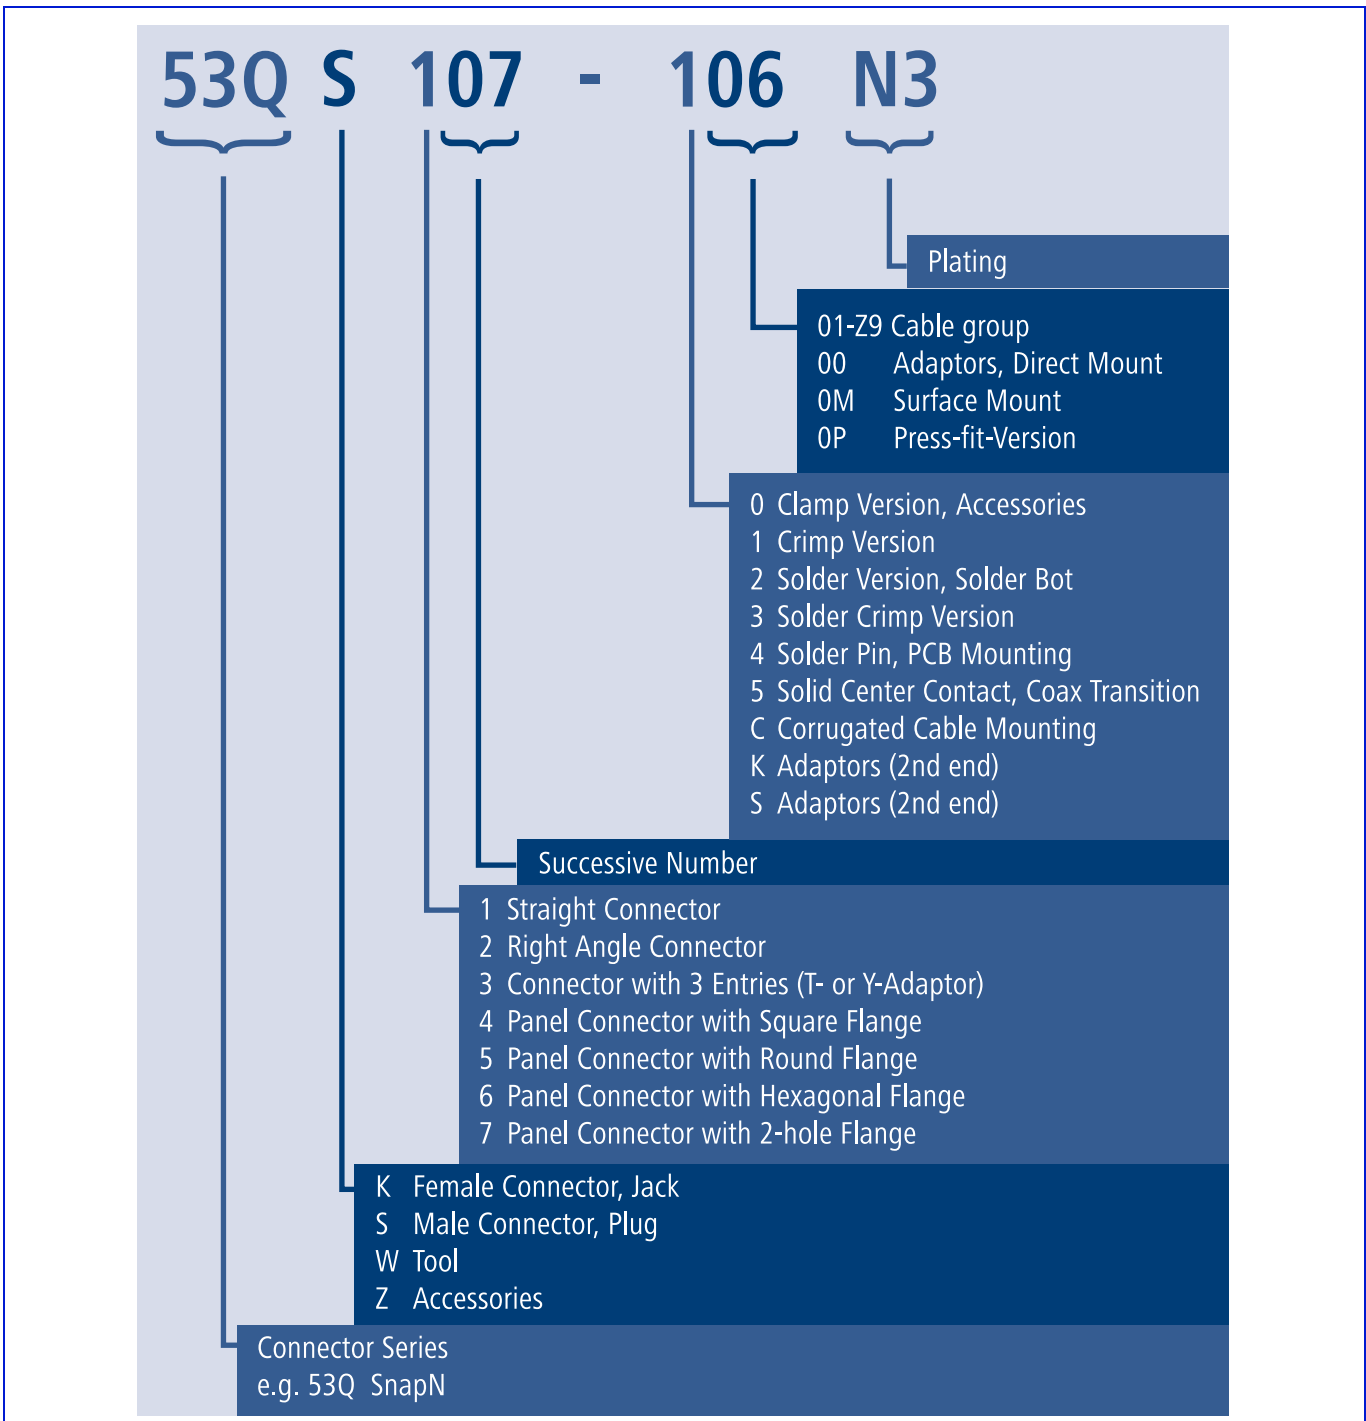 53Q S 107 - 106 N3
Plating
01-Z9 Cable group
00 Adaptors, Direct Mount
0M Surface Mount
0P Press-fit-Version
0 Clamp Version, Accessories
1 Crimp Version
2 Solder Version, Solder Bot
3 Solder Crimp Version
4 Solder Pin, PCB Mounting
5 Solid Center Contact, Coax Transition
C Corrugated Cable Mounting
K Adaptors (2nd end)
S Adaptors (2nd end)
Successive Number
1 Straight Connector
2 Right Angle Connector
3 Connector with 3 Entries (T- or Y-Adaptor)
4 Panel Connector with Square Flange
5 Panel Connector with Round Flange
6 Panel Connector with Hexagonal Flange
7 Panel Connector with 2-hole Flange
K Female Connector, Jack
S Male Connector, Plug
W Tool
Z Accessories
Connector Series
e.g. 53Q SnapN